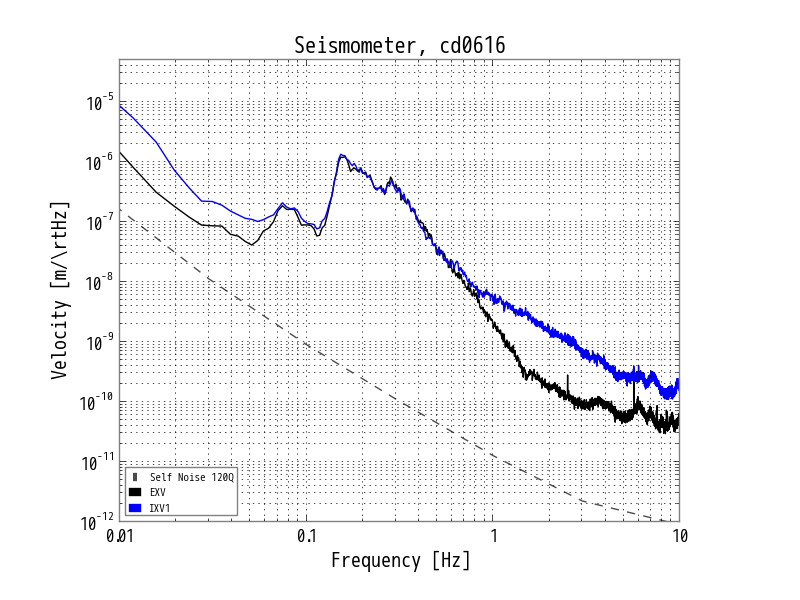 Seismometer, cd0616
Velocity [m/\rtHz]
10^-5
10^-6
10^-7
10^-8
10^-9
10^-10
10^-11
10^-12
Self Noise 120Q
EXV
IXV1
0.01 0.1 1 10
Frequency [Hz]